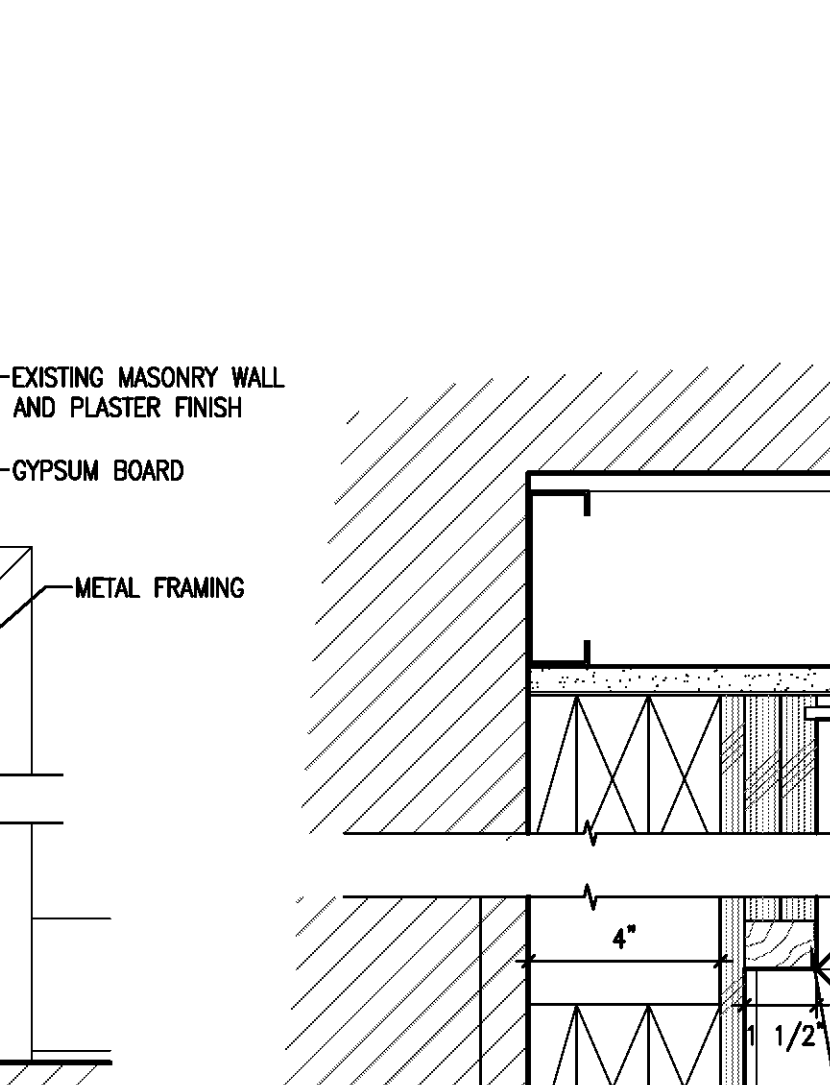 EXISTING MASONRY WALL
AND PLASTER FINISH
GYPSUM BOARD
METAL FRAMING
4"
1 1/2"